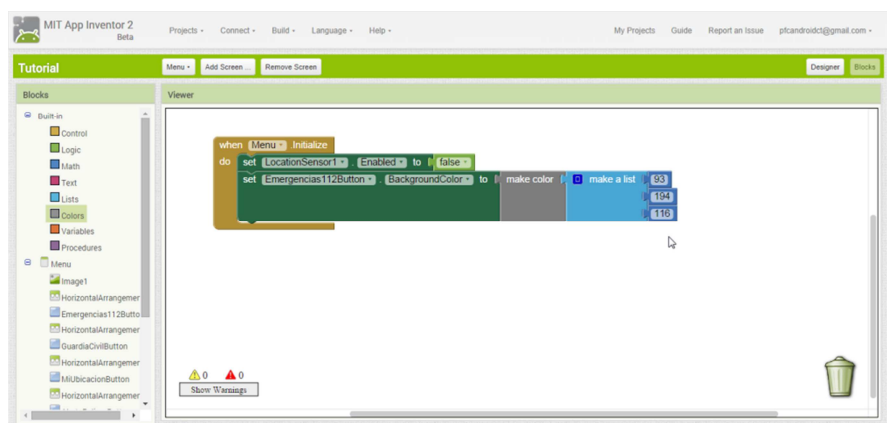 MIT App Inventor 2
Beta
Projects Connect Build Language Help My Projects Guide Report an Issue pfcandroidct@gmail.com
Tutorial Menu Add Screen ... Remove Screen Designer Blocks
Blocks Viewer
Built-in
Control
Logic
Math
Text
Lists
Colors
Variables
Procedures
Menu
Image1
HorizontalArrangemer
Emergencias112Butto
HorizontalArrangemer
GuardiaCivilButton
HorizontalArrangemer
MiUbicacionButton
HorizontalArrangemer
when Menu .Initialize
do set LocationSensor1 . Enabled to false
set Emergencias112Button . BackgroundColor to make color make a list 93
194
116
0 0
Show Warnings